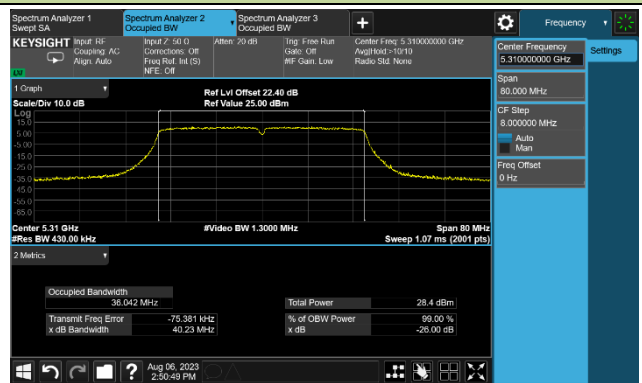 Spectrum Analyzer 1
Swept SA
Spectrum Analyzer 2
Occupied BW
Spectrum Analyzer 3
Occupied BW
+
Frequency
KEYSIGHT
Input: RF
Coupling: AC
Align: Auto
Input Z: 50 Ω
Corrections: Off
Freq Ref: Int (S)
NFE: Off
Atten: 20 dB
Trig: Free Run
Gate: Off
#IF Gain: Low
Center Freq: 5.310000000 GHz
Avg|Hold:>10/10
Radio Std: None
Center Frequency
5.310000000 GHz
Settings
Span
80.000 MHz
CF Step
8.000000 MHz
Auto
Man
Freq Offset
0 Hz
1 Graph
Scale/Div 10.0 dB
Ref Lvl Offset 22.40 dB
Ref Value 25.00 dBm
Log
15.0
5.00
-5.00
-15.0
-25.0
-35.0
-45.0
-55.0
-65.0
Center 5.31 GHz
#Res BW 430.00 kHz
#Video BW 1.3000 MHz
Span 80 MHz
Sweep 1.07 ms (2001 pts)
2 Metrics
Occupied Bandwidth
36.042 MHz
Total Power 28.4 dBm
Transmit Freq Error -75.381 kHz
% of OBW Power 99.00 %
x dB Bandwidth 40.23 MHz
x dB -26.00 dB
?
Aug 06, 2023
2:50:49 PM